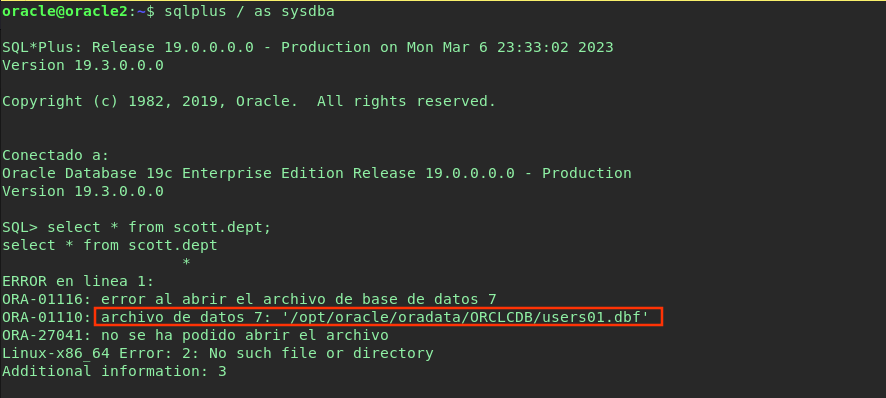 oracle@oracle2:~$ sqlplus / as sysdba
SQL*Plus: Release 19.0.0.0.0 - Production on Mon Mar 6 23:33:02 2023
Version 19.3.0.0.0
Copyright (c) 1982, 2019, Oracle.  All rights reserved.
Conectado a:
Oracle Database 19c Enterprise Edition Release 19.0.0.0.0 - Production
Version 19.3.0.0.0
SQL> select * from scott.dept;
select * from scott.dept
                    *
ERROR en linea 1:
ORA-01116: error al abrir el archivo de base de datos 7
ORA-01110: archivo de datos 7: '/opt/oracle/oradata/ORCLCDB/users01.dbf'
ORA-27041: no se ha podido abrir el archivo
Linux-x86_64 Error: 2: No such file or directory
Additional information: 3